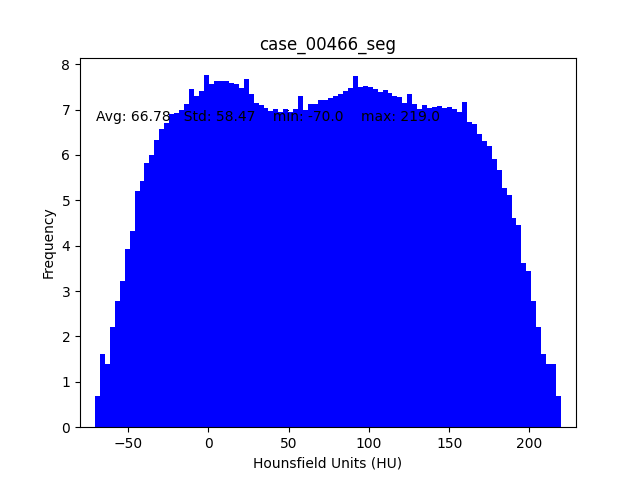 case_00466_seg
8
7
6
5
4
3
2
1
0
Frequency
Avg: 66.78 Std: 58.47 min: -70.0 max: 219.0
−50 0 50 100 150 200
Hounsfield Units (HU)